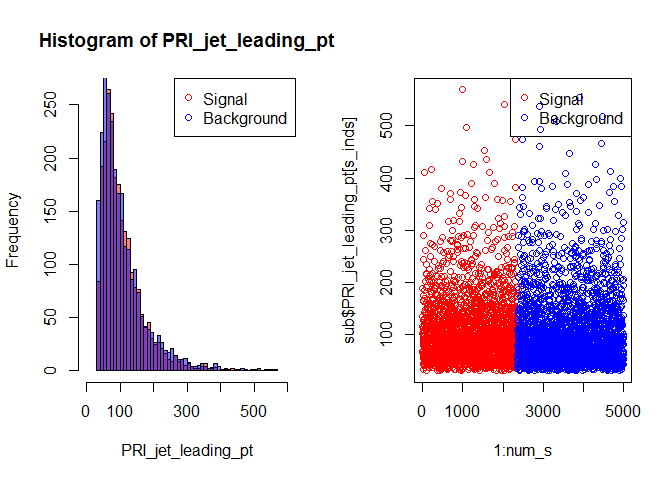 Histogram of PRI_jet_leading_pt
Signal
Background
Frequency
0
50
100
150
200
250
0
100
300
500
PRI_jet_leading_pt
Signal
Background
sub$PRI_jet_leading_pt[s_inds]
100
200
300
400
500
0
1000
3000
5000
1:num_s